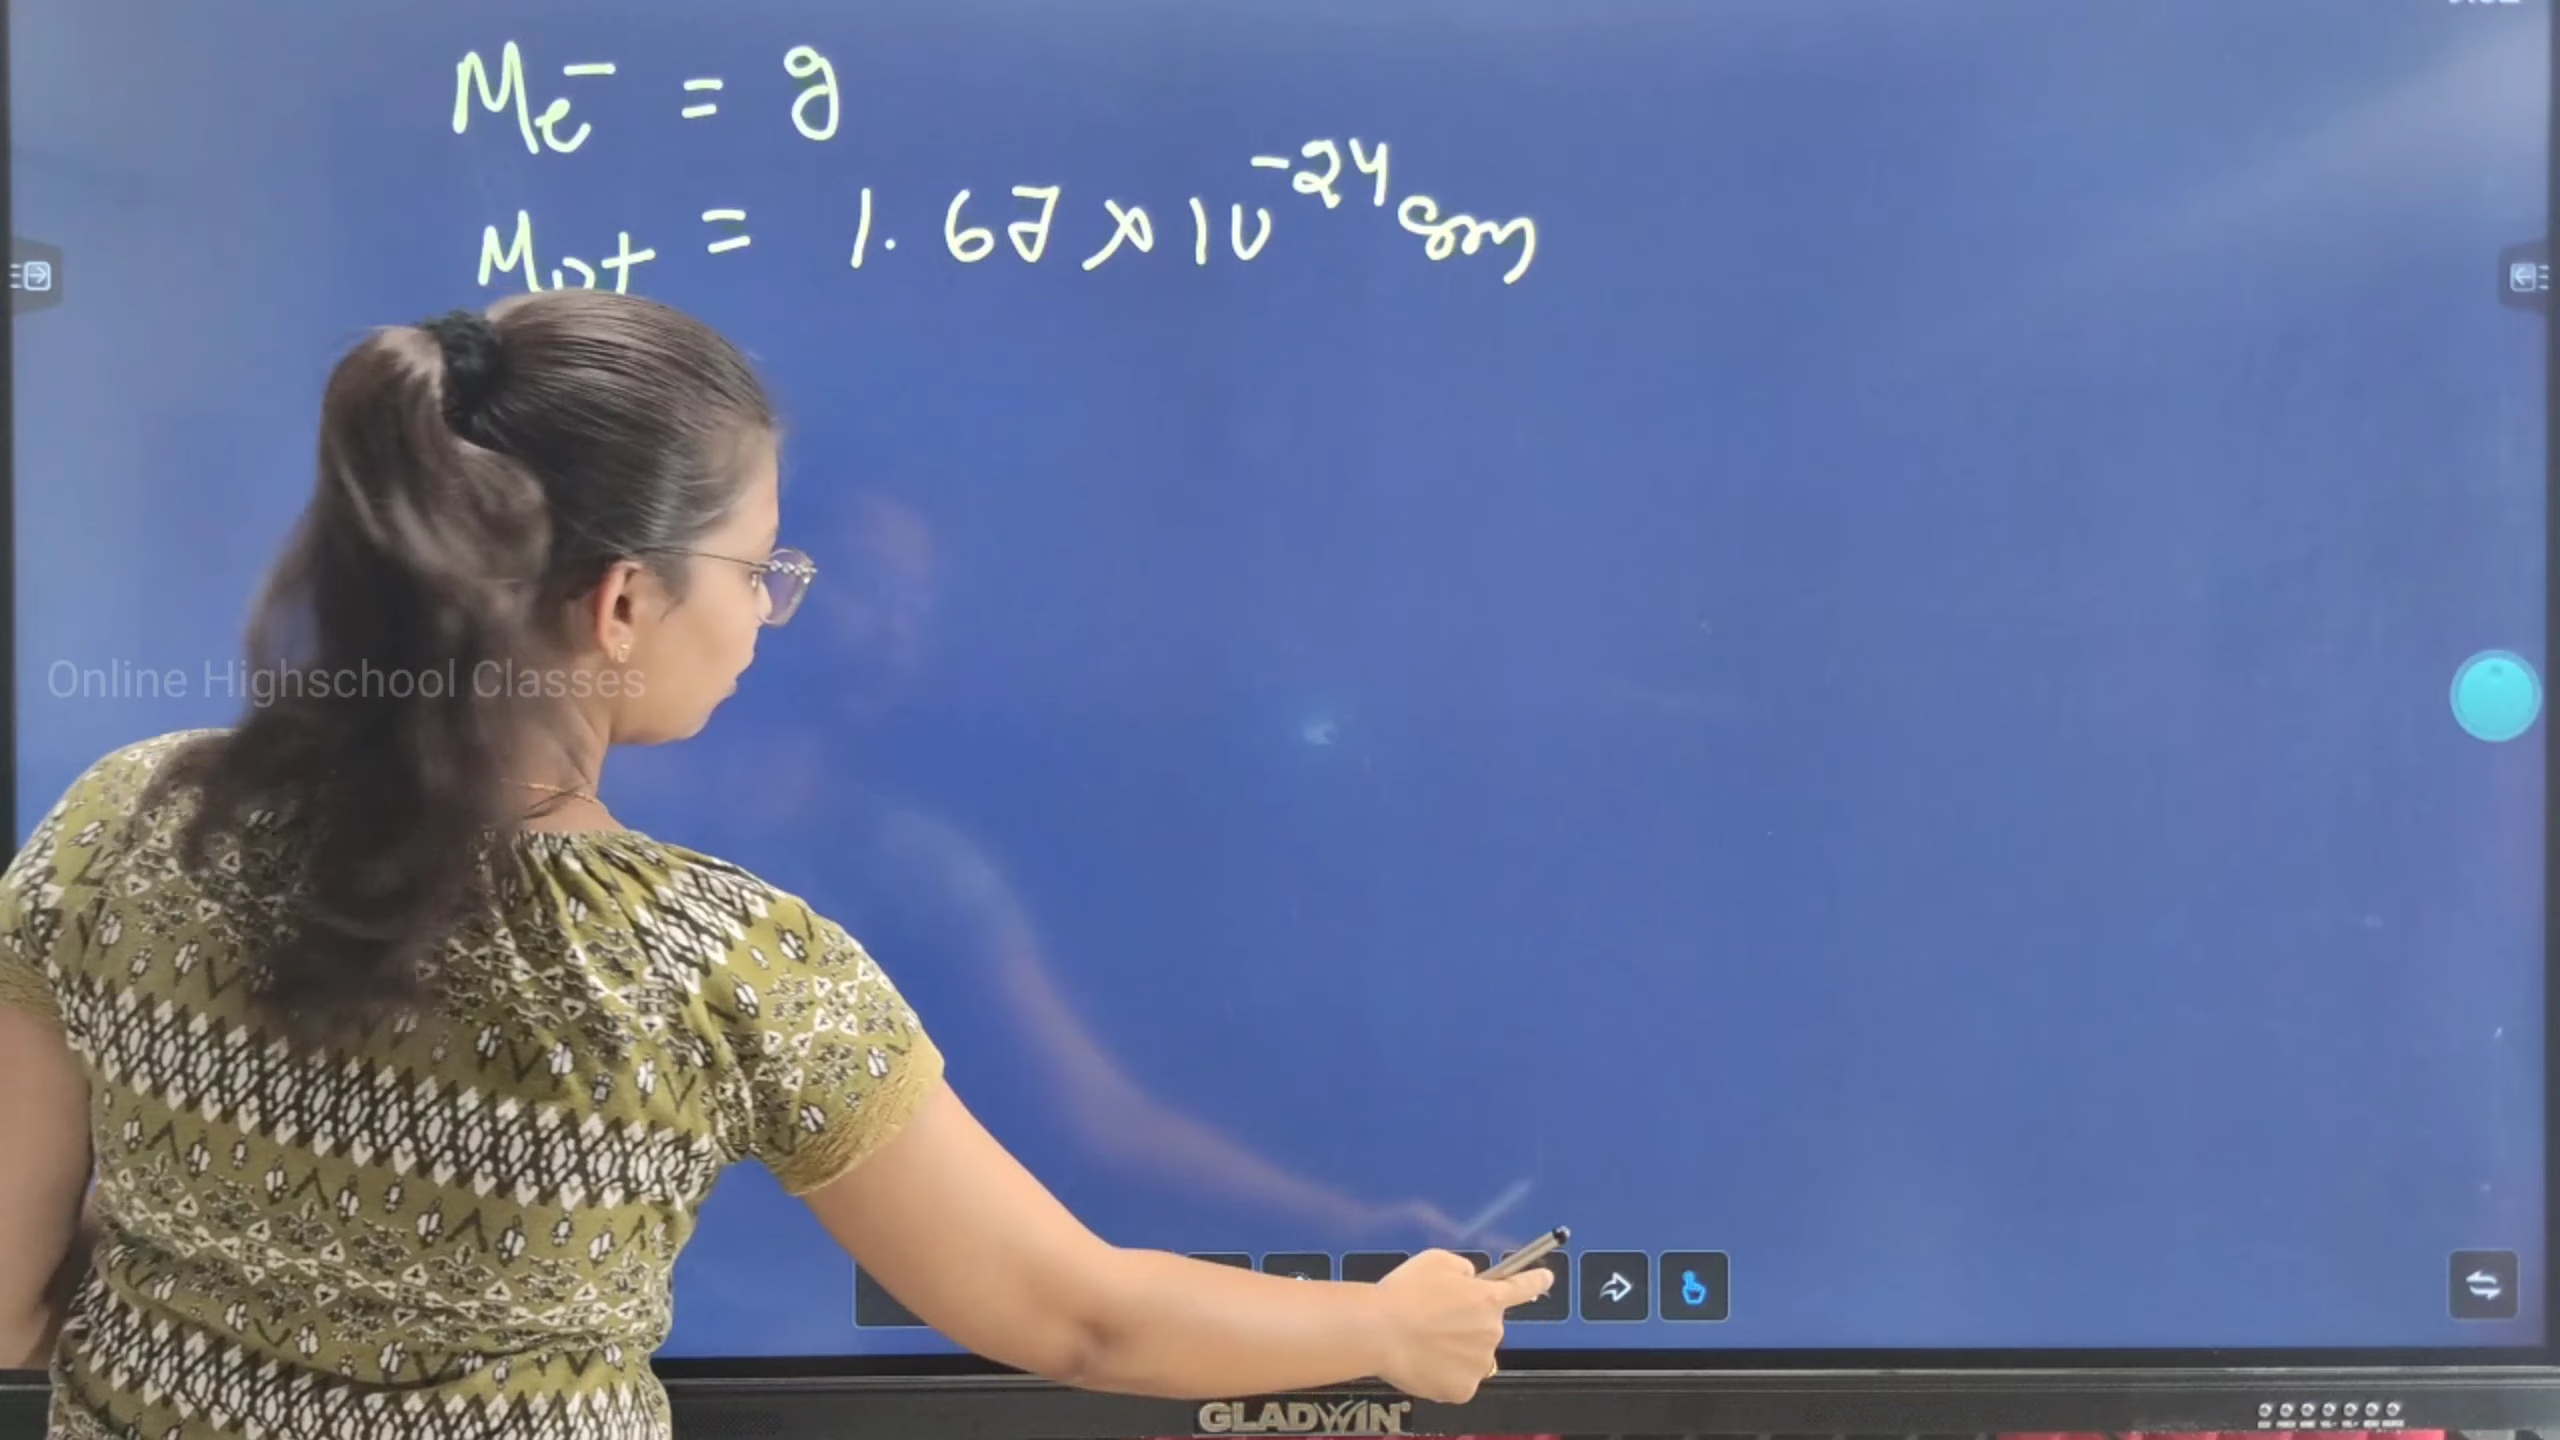 Me⁻ = g
Mp+ = 1.67 × 10⁻²⁴ gm
Online Highschool Classes
GLADWIN